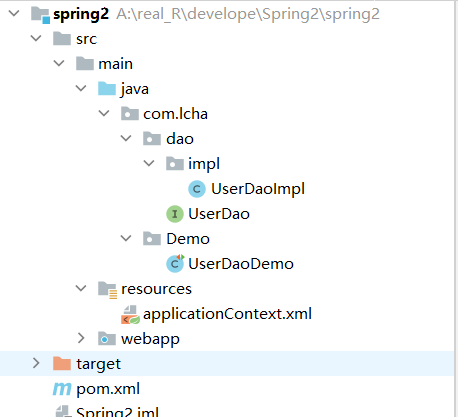 spring2 A:\real_R\develope\Spring2\spring2
src
main
java
com.lcha
dao
impl
C UserDaoImpl
I UserDao
Demo
C UserDaoDemo
resources
applicationContext.xml
webapp
target
m pom.xml
Spring2.iml